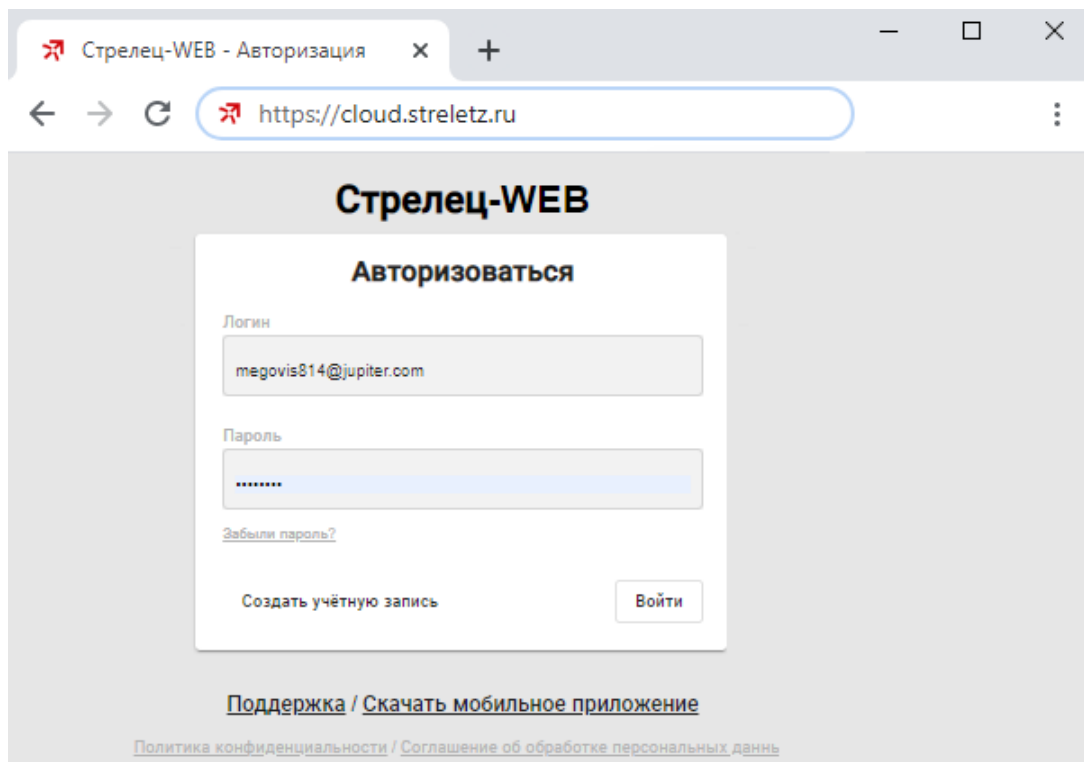 Стрелец-WEB - Авторизация
https://cloud.streletz.ru
Стрелец-WEB
Авторизоваться
Логин
megovis814@jupiter.com
Пароль
••••••••
Забыли пароль?
Создать учётную запись Войти
Поддержка / Скачать мобильное приложение
Политика конфиденциальности / Соглашение об обработке персональных даннь